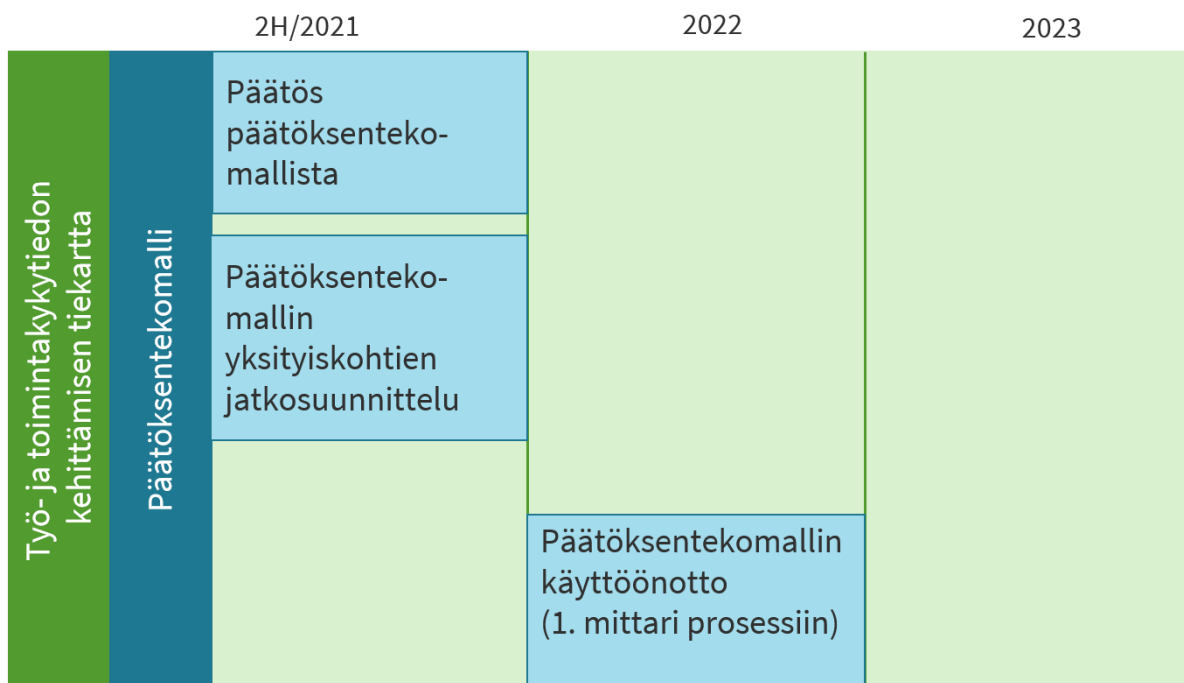 2H/2021
2022
2023
Työ- ja toimintakykytiedon
kehittämisen tiekartta
Päätöksentekomalli
Päätös
päätöksenteko-
mallista
Päätöksenteko-
mallin
yksityiskohtien
jatkosuunnittelu
Päätöksentekomallin
käyttöönotto
(1. mittari prosessiin)